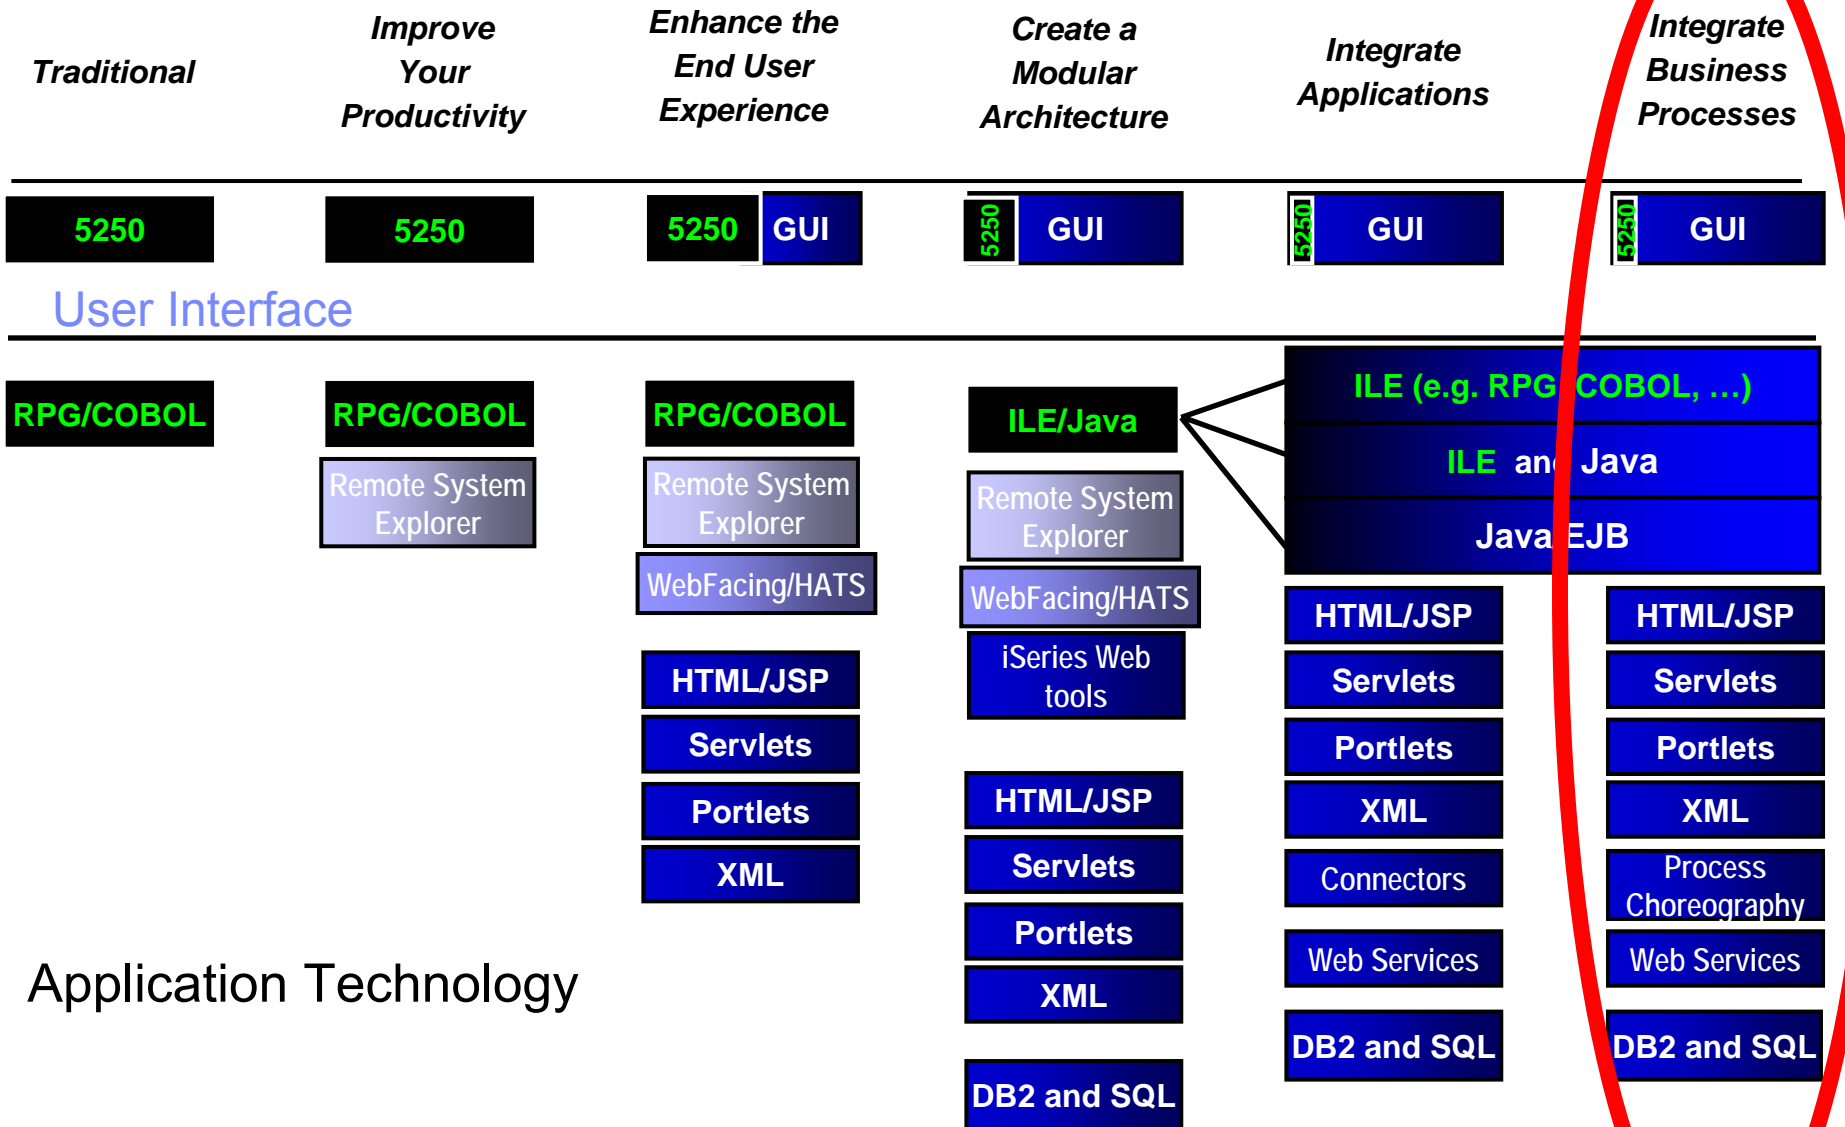 Traditional
Improve
Your
Productivity
Enhance the
End User
Experience
Create a
Modular
Architecture
Integrate
Applications
Integrate
Business
Processes
5250
5250
5250 GUI
5250 GUI
5250 GUI
5250 GUI
User Interface
RPG/COBOL
RPG/COBOL
Remote System
Explorer
RPG/COBOL
Remote System
Explorer
WebFacing/HATS
HTML/JSP
Servlets
Portlets
XML
ILE/Java
Remote System
Explorer
WebFacing/HATS
iSeries Web
tools
HTML/JSP
Servlets
Portlets
XML
DB2 and SQL
ILE (e.g. RPG, COBOL, …)
ILE and Java
Java/EJB
HTML/JSP
Servlets
Portlets
XML
Connectors
Web Services
DB2 and SQL
HTML/JSP
Servlets
Portlets
XML
Process
Choreography
Web Services
DB2 and SQL
Application Technology